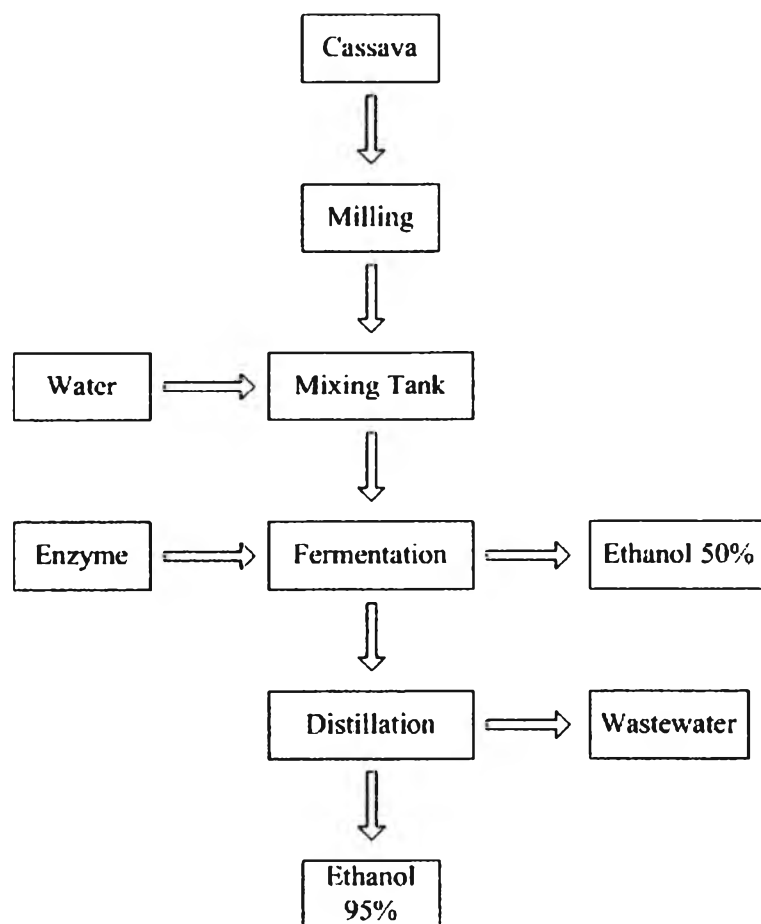 Cassava
Milling
Water
Mixing Tank
Enzyme
Fermentation
Ethanol 50%
Distillation
Wastewater
Ethanol
95%